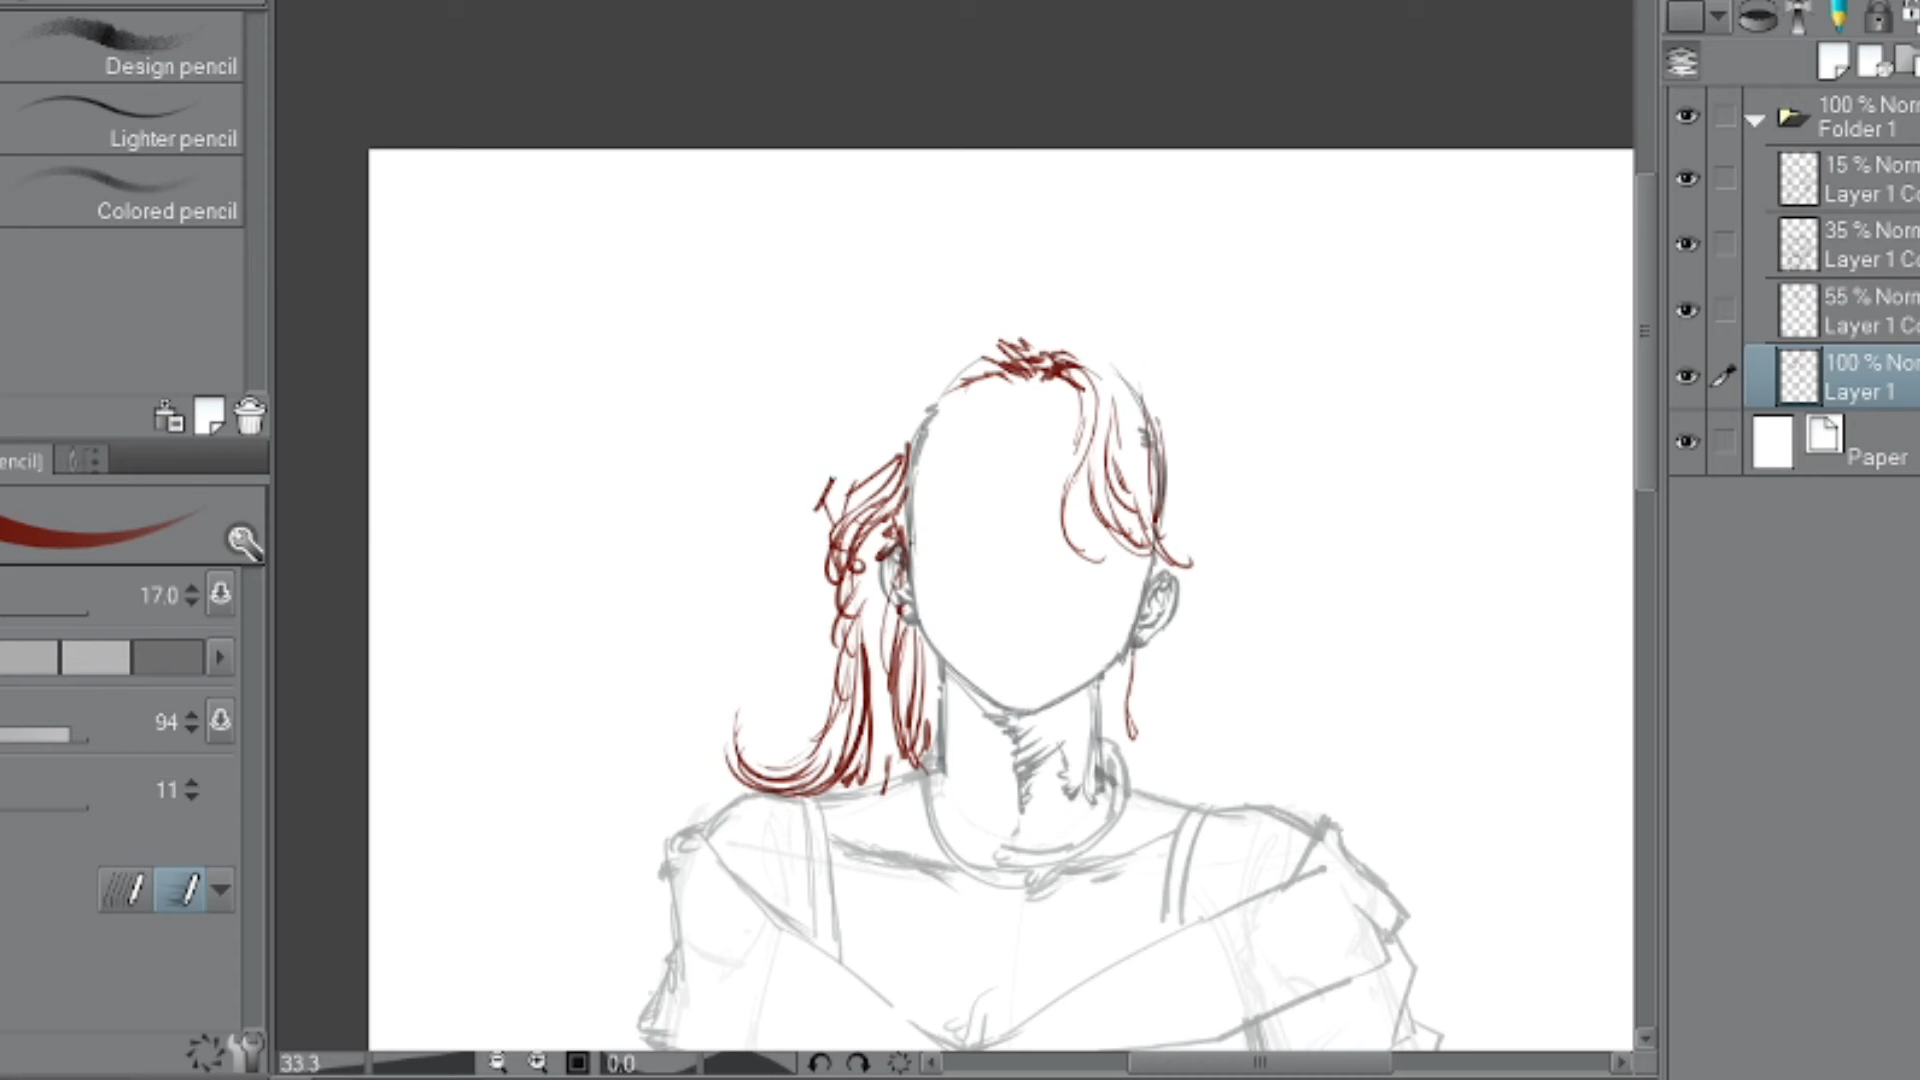 Design pencil
Lighter pencil
Colored pencil
encil)
17.0
94
11
33.3
0.0
100 % Nor
Folder 1
15 % Norn
Layer 1 Co
35 % Norn
Layer 1 Co
55 % Norn
Layer 1 Co
100 % Nor
Layer 1
Paper